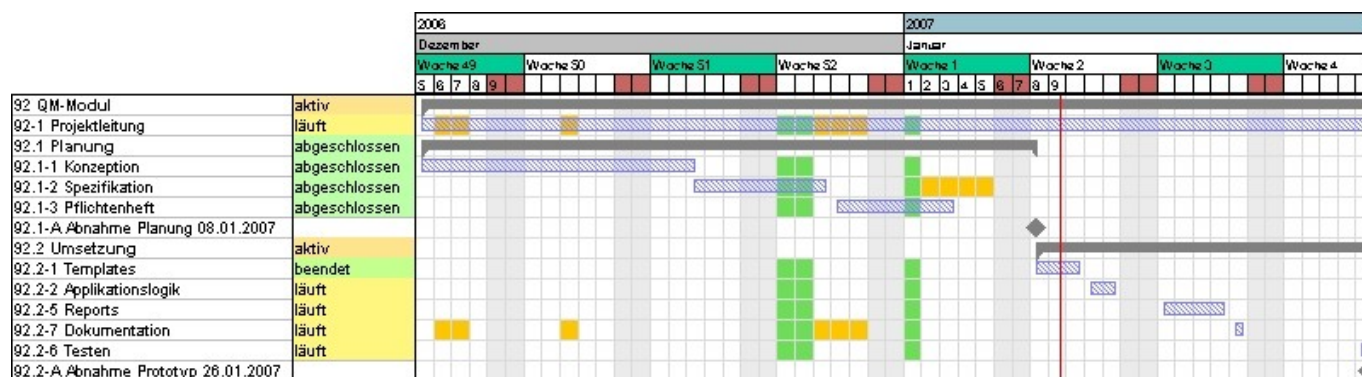 2006 2007
Dezember Januar
Woche 49 Woche 50 Woche 51 Woche 52 Woche 1 Woche 2 Woche 3 Woche 4
5 6 7 8 9 1 2 3 4 5 6 7 8 9
92 QM-Modul aktiv
92-1 Projektleitung läuft
92.1 Planung abgeschlossen
92.1-1 Konzeption abgeschlossen
92.1-2 Spezifikation abgeschlossen
92.1-3 Pflichtenheft abgeschlossen
92.1-A Abnahme Planung 08.01.2007
92.2 Umsetzung aktiv
92.2-1 Templates beendet
92.2-2 Applikationslogik läuft
92.2-5 Reports läuft
92.2-7 Dokumentation läuft
92.2-6 Testen läuft
92.2-A Abnahme Prototyp 26.01.2007